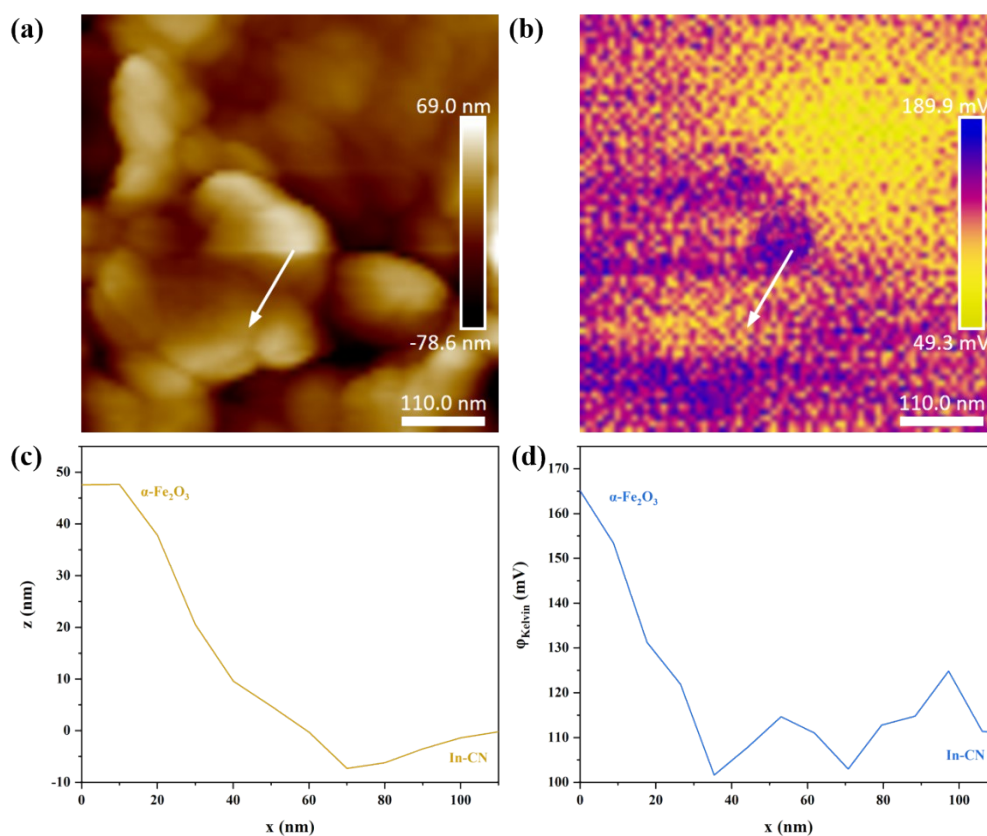 (a)
69.0 nm
-78.6 nm
110.0 nm
(b)
189.9 mV
49.3 mV
110.0 nm
(c)
50
40
30
20
10
0
-10
z (nm)
α-Fe₂O₃
In-CN
0 20 40 60 80 100
x (nm)
(d)
170
160
150
140
130
120
110
100
φKelvin (mV)
α-Fe₂O₃
In-CN
0 20 40 60 80 100
x (nm)